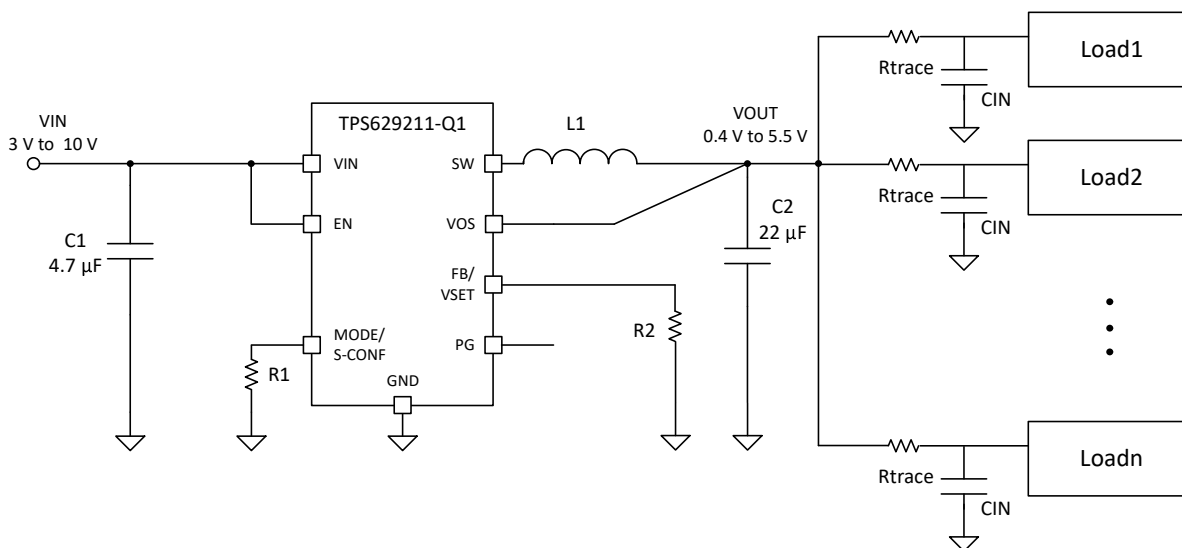 VIN
3 V to 10 V
C1
4.7 µF
TPS629211-Q1
VIN
EN
MODE/
S-CONF
GND
SW
VOS
FB/
VSET
PG
R1
L1
R2
VOUT
0.4 V to 5.5 V
C2
22 µF
Rtrace
CIN
Load1
Rtrace
CIN
Load2
Rtrace
CIN
Loadn